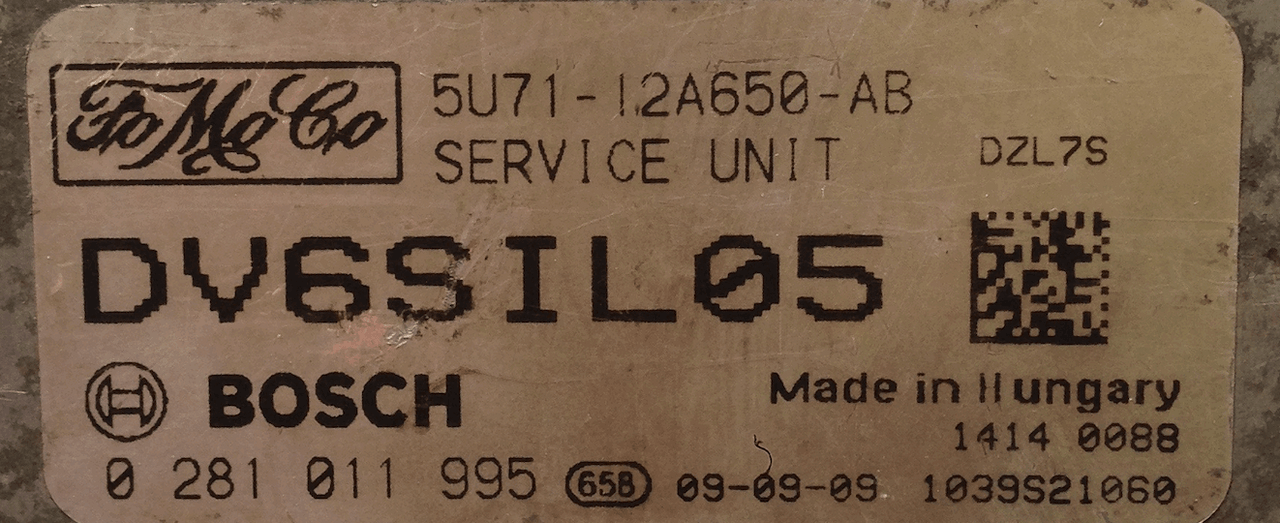 FoMoCo
5U71-12A650-AB
SERVICE UNIT
DZL7S
DV6SIL05
BOSCH
Made in Hungary
1414 0088
0 281 011 995
65B
09-09-09
1039S21060